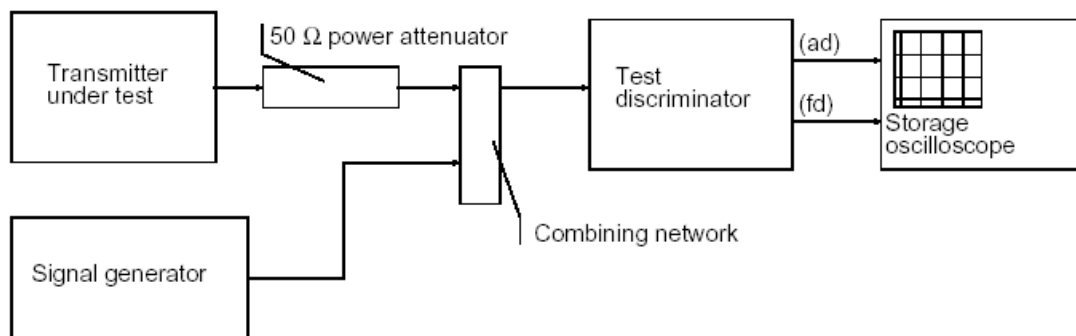 50 Ω power attenuator
Transmitter
under test
Test
discriminator
(ad)
(fd)
Storage
oscilloscope
Combining network
Signal generator